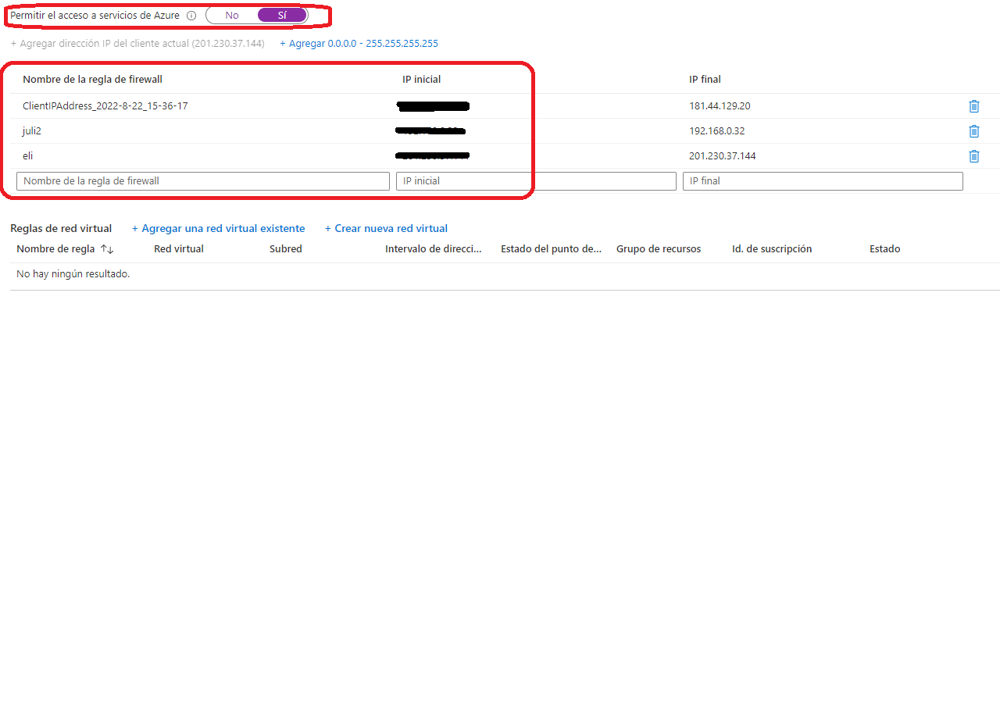 Permitir el acceso a servicios de Azure No Sí
+ Agregar dirección IP del cliente actual (201.230.37.144) + Agregar 0.0.0.0 - 255.255.255.255
Nombre de la regla de firewall IP inicial IP final
ClientIPAddress_2022-8-22_15-36-17 181.44.129.20
juli2 192.168.0.32
eli 201.230.37.144
Nombre de la regla de firewall IP inicial IP final
Reglas de red virtual + Agregar una red virtual existente + Crear nueva red virtual
Nombre de regla ↑↓ Red virtual Subred Intervalo de direcci... Estado del punto de... Grupo de recursos Id. de suscripción Estado
No hay ningún resultado.